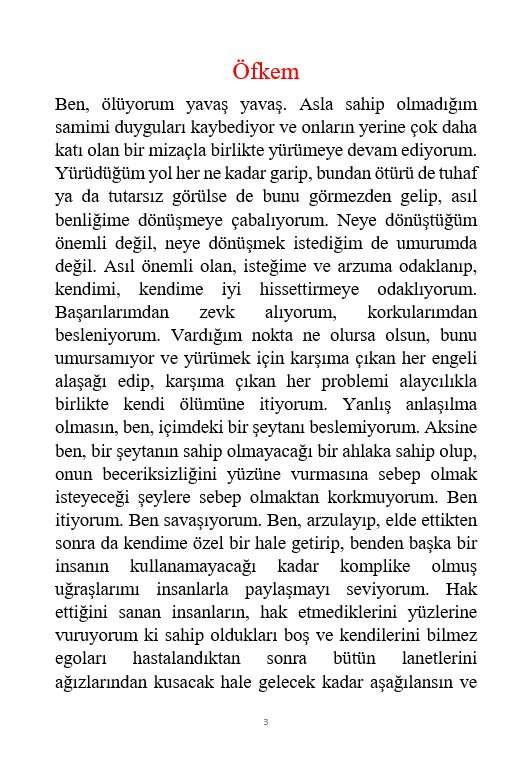 Öfkem
Ben, ölüyorum yavaş yavaş. Asla sahip olmadığım
samimi duyguları kaybediyor ve onların yerine çok daha
katı olan bir mizaçla birlikte yürümeye devam ediyorum.
Yürüdüğüm yol her ne kadar garip, bundan ötürü de tuhaf
ya da tutarsız görülse de bunu görmezden gelip, asıl
benliğime dönüşmeye çabalıyorum. Neye dönüştüğüm
önemli değil, neye dönüşmek istediğim de umurumda
değil. Asıl önemli olan, isteğime ve arzuma odaklanıp,
kendimi, kendime iyi hissettirmeye odaklıyorum.
Başarılarımdan zevk alıyorum, korkularımdan
besleniyorum. Vardığım nokta ne olursa olsun, bunu
umursamıyor ve yürümek için karşıma çıkan her engeli
alaşağı edip, karşıma çıkan her problemi alaycılıkla
birlikte kendi ölümüne itiyorum. Yanlış anlaşılma
olmasın, ben, içimdeki bir şeytanı beslemiyorum. Aksine
ben, bir şeytanın sahip olmayacağı bir ahlaka sahip olup,
onun beceriksizliğini yüzüne vurmasına sebep olmak
isteyeceği şeylere sebep olmaktan korkmuyorum. Ben
itiyorum. Ben savaşıyorum. Ben, arzulayıp, elde ettikten
sonra da kendime özel bir hale getirip, benden başka bir
insanın kullanamayacağı kadar komplike olmuş
uğraşlarımı insanlarla paylaşmayı seviyorum. Hak
ettiğini sanan insanların, hak etmediklerini yüzlerine
vuruyorum ki sahip oldukları boş ve kendilerini bilmez
egoları hastalandıktan sonra bütün lanetlerini
ağızlarından kusacak hale gelecek kadar aşağılansın ve
3